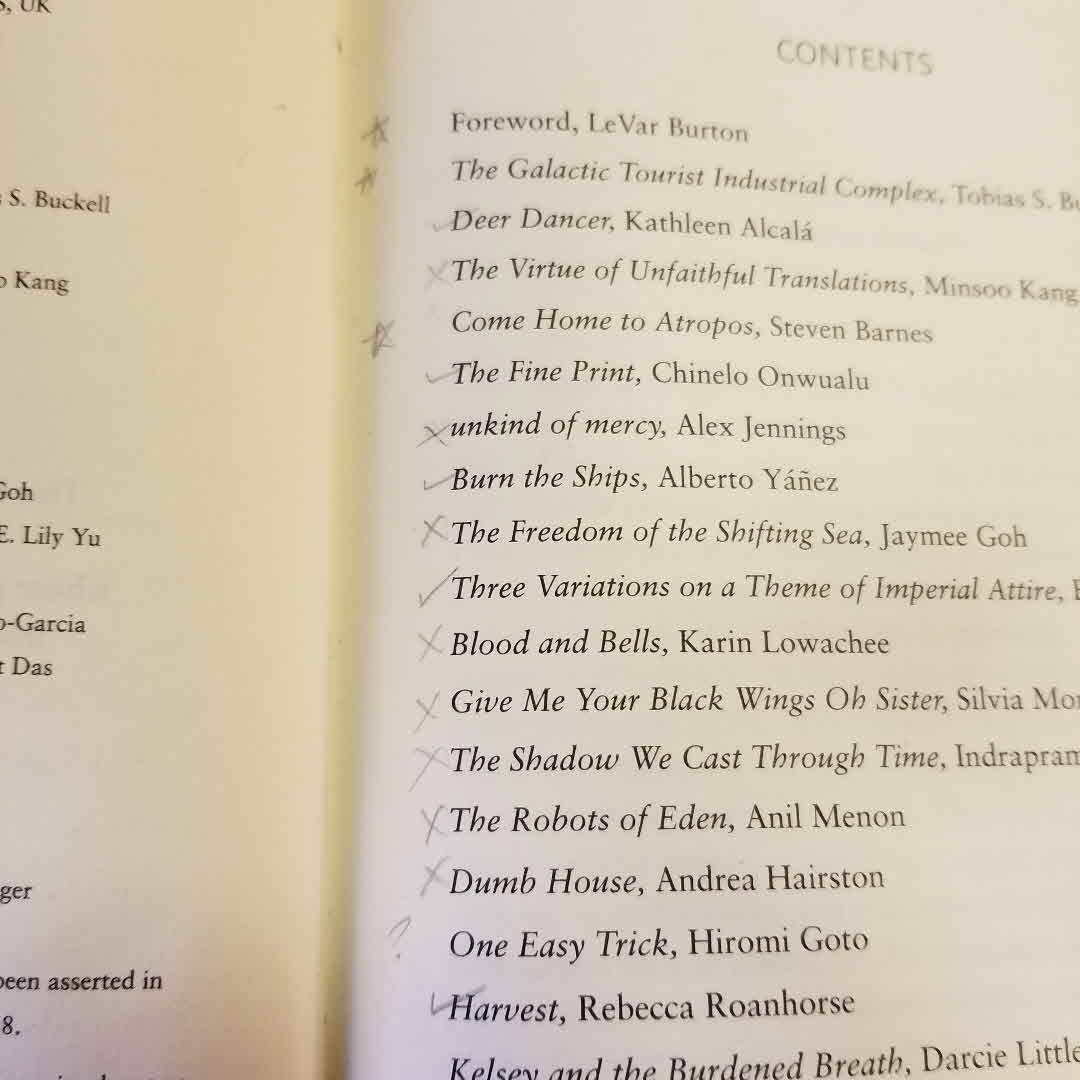 S, UK
S. Buckell
Kang
Goh
E. Lily Yu
o-Garcia
Das
ger
been asserted in
8.
CONTENTS
Foreword, LeVar Burton
The Galactic Tourist Industrial Complex, Tobias S. Bu
Deer Dancer, Kathleen Alcalá
The Virtue of Unfaithful Translations, Minsoo Kang
Come Home to Atropos, Steven Barnes
The Fine Print, Chinelo Onwualu
unkind of mercy, Alex Jennings
Burn the Ships, Alberto Yáñez
The Freedom of the Shifting Sea, Jaymee Goh
Three Variations on a Theme of Imperial Attire, E
Blood and Bells, Karin Lowachee
Give Me Your Black Wings Oh Sister, Silvia Mor
The Shadow We Cast Through Time, Indrapram
The Robots of Eden, Anil Menon
Dumb House, Andrea Hairston
? One Easy Trick, Hiromi Goto
Harvest, Rebecca Roanhorse
Kelsey and the Burdened Breath, Darcie Little